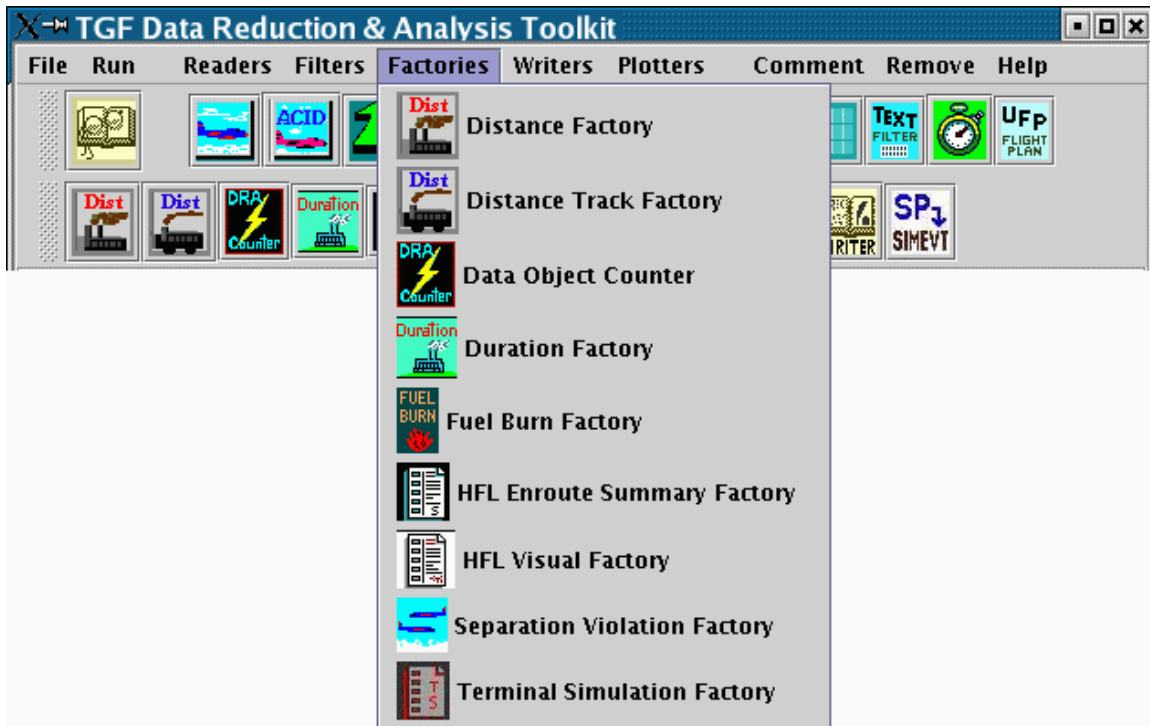 TGF Data Reduction & Analysis Toolkit
File Run Readers Filters Factories Writers Plotters Comment Remove Help
ACID TEXT FILTER UFP FLIGHT PLAN
Dist Dist DRA Counter Duration RITER SP SIMEVT
Dist Distance Factory
Dist Distance Track Factory
DRA Counter Data Object Counter
Duration Duration Factory
FUEL BURN Fuel Burn Factory
S HFL Enroute Summary Factory
HFL Visual Factory
Separation Violation Factory
TS Terminal Simulation Factory